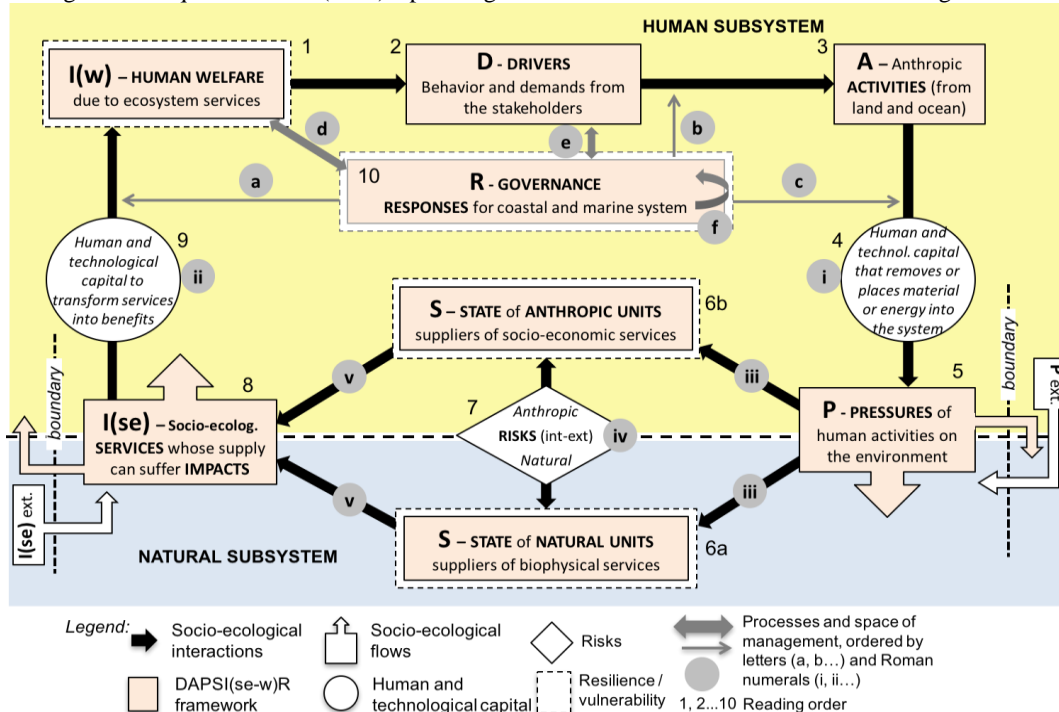 HUMAN SUBSYSTEM
1
I(w) – HUMAN WELFARE
due to ecosystem services
2
D - DRIVERS
Behavior and demands from
the stakeholders
3
A – Anthropic
ACTIVITIES (from
land and ocean)
d
e
b
a
10
R - GOVERNANCE
RESPONSES for coastal and marine system
f
c
9
Human and
technological
capital to
transform services
into benefits
ii
4
i
Human and
technol. capital
that removes or
places material
or energy into
the system
6b
S – STATE of ANTHROPIC UNITS
suppliers of socio-economic services
v
iii
boundary
boundary
8
I(se) – Socio-ecolog.
SERVICES whose supply
can suffer IMPACTS
7
Anthropic
RISKS (int-ext)
Natural
iv
5
P - PRESSURES of
human activities on
the environment
P ext.
I(se) ext.
v
iii
NATURAL SUBSYSTEM
S – STATE of NATURAL UNITS
suppliers of biophysical services
6a
Legend:
Socio-ecological
interactions
Socio-ecological
flows
Risks
Processes and space of
management, ordered by
letters (a, b...) and Roman
numerals (i, ii...)
DAPSI(se-w)R
framework
Human and
technological capital
Resilience /
vulnerability
1, 2...10 Reading order